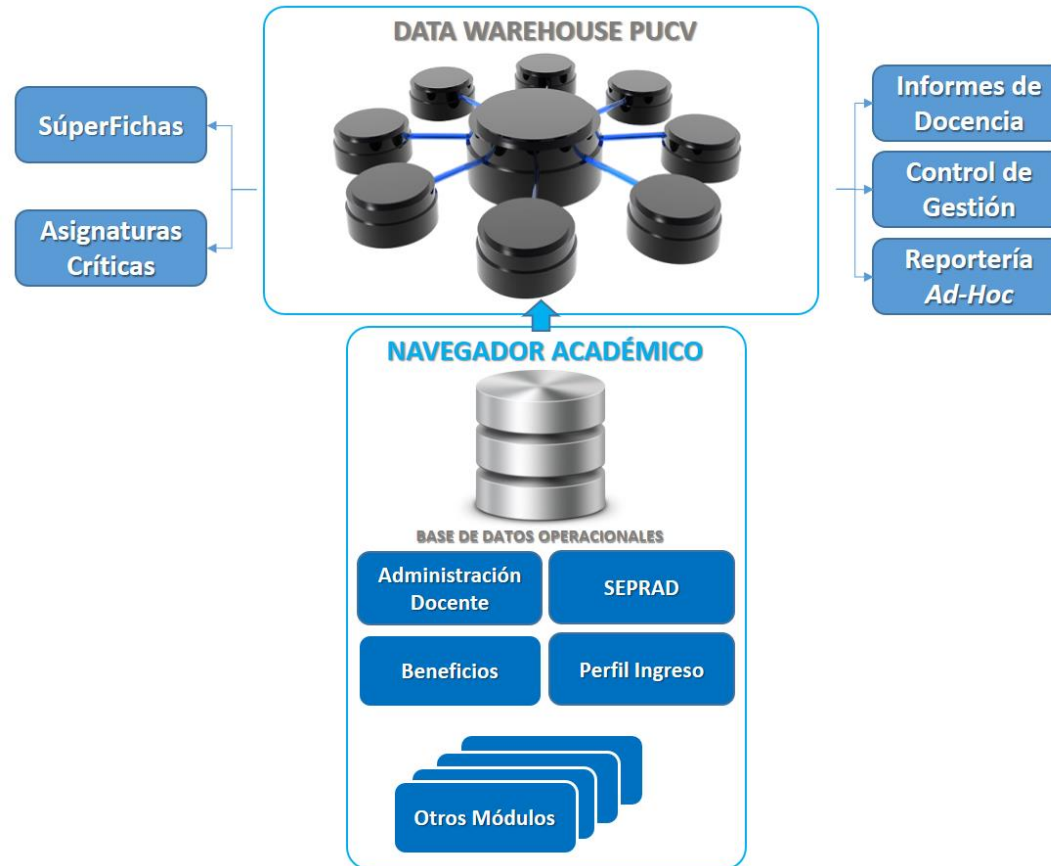 DATA WAREHOUSE PUCV
SúperFichas
Asignaturas
Críticas
Informes de
Docencia
Control de
Gestión
Reportería
Ad-Hoc
NAVEGADOR ACADÉMICO
BASE DE DATOS OPERACIONALES
Administración
Docente
SEPRAD
Beneficios
Perfil Ingreso
Otros Módulos